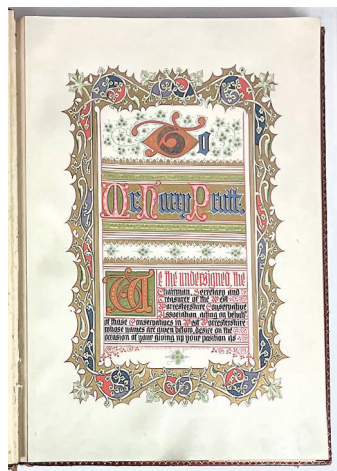 To
Mr. Harry Pratt.
We the undersigned, the
Chairman, Secretary and
Treasurer of the West
Worcestershire Conservative
Association acting on behalf
of those Conservatives in West Worcestershire
whose names are given below, desire on the
occasion of your giving up your position as